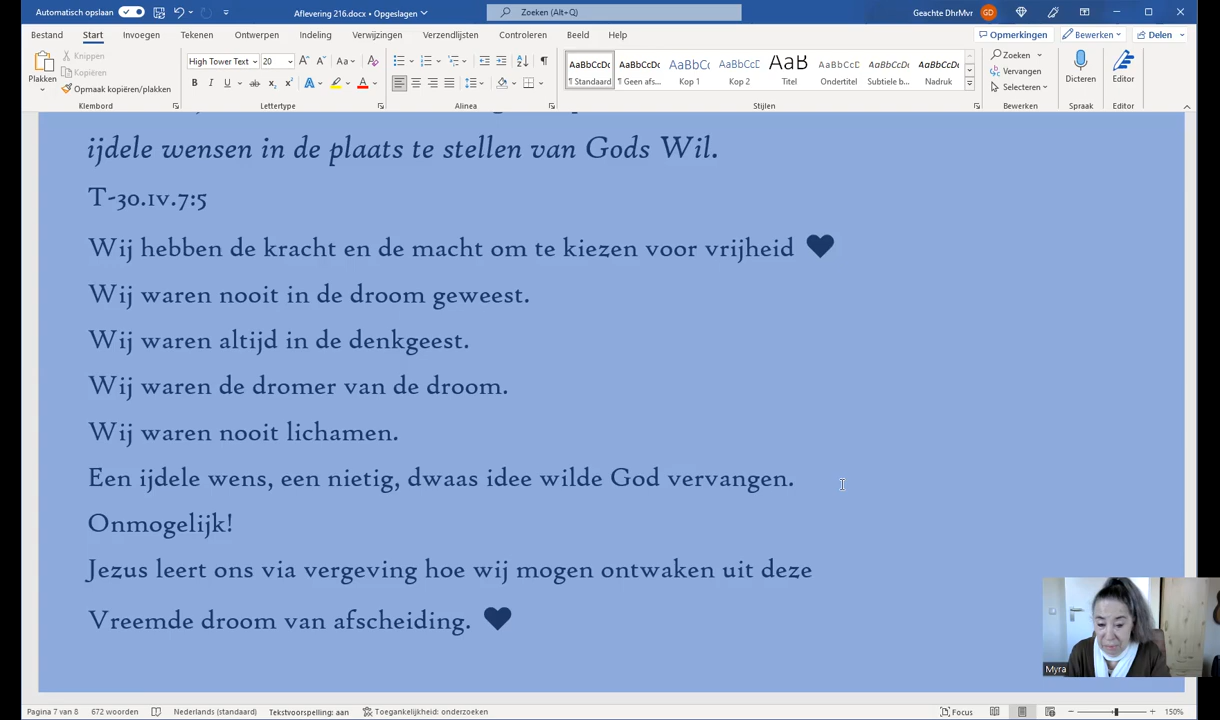 Automatisch opslaan
Aflevering 216.docx • Opgeslagen
Zoeken (Alt+Q)
Geachte DhrMvr GD
Bestand Start Invoegen Tekenen Ontwerpen Indeling Verwijzingen Verzendlijsten Controleren Beeld Help Opmerkingen Bewerken Delen
Plakken
Knippen
Kopiëren
Opmaak kopiëren/plakken
Klembord
High Tower Text 20
Lettertype
Alinea
AaBbCcDc AaBbCcDc AaBbC AaBbCcD AaB AaBbCcD AaBbCcDc AaBbCcDc
¶ Standaard ¶ Geen afs... Kop 1 Kop 2 Titel Ondertitel Subtiele b... Nadruk
Stijlen
Zoeken
Vervangen
Selecteren
Bewerken
Dicteren
Spraak
Editor
Editor
ijdele wensen in de plaats te stellen van Gods Wil.
T-30.IV.7:5
Wij hebben de kracht en de macht om te kiezen voor vrijheid ♥
Wij waren nooit in de droom geweest.
Wij waren altijd in de denkgeest.
Wij waren de dromer van de droom.
Wij waren nooit lichamen.
Een ijdele wens, een nietig, dwaas idee wilde God vervangen.
Onmogelijk!
Jezus leert ons via vergeving hoe wij mogen ontwaken uit deze
Vreemde droom van afscheiding. ♥
Myra
Pagina 7 van 8 672 woorden Nederlands (standaard) Tekstvoorspelling: aan Toegankelijkheid: onderzoeken Focus 150%